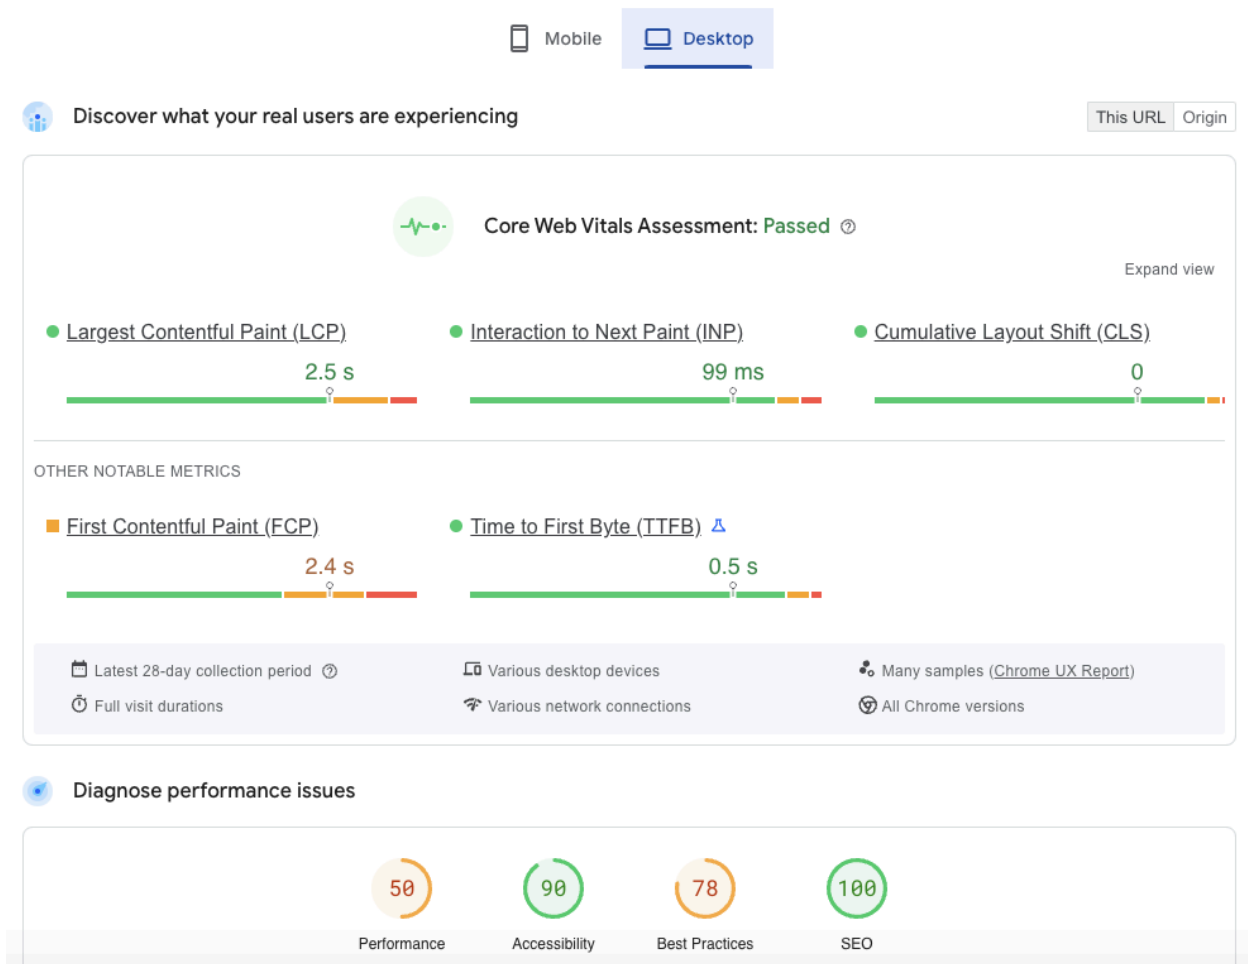 Mobile
Desktop
Discover what your real users are experiencing
This URL
Origin
Core Web Vitals Assessment: Passed
Expand view
Largest Contentful Paint (LCP)
2.5 s
Interaction to Next Paint (INP)
99 ms
Cumulative Layout Shift (CLS)
0
OTHER NOTABLE METRICS
First Contentful Paint (FCP)
2.4 s
Time to First Byte (TTFB)
0.5 s
Latest 28-day collection period
Various desktop devices
Many samples (Chrome UX Report)
Full visit durations
Various network connections
All Chrome versions
Diagnose performance issues
50
Performance
90
Accessibility
78
Best Practices
100
SEO